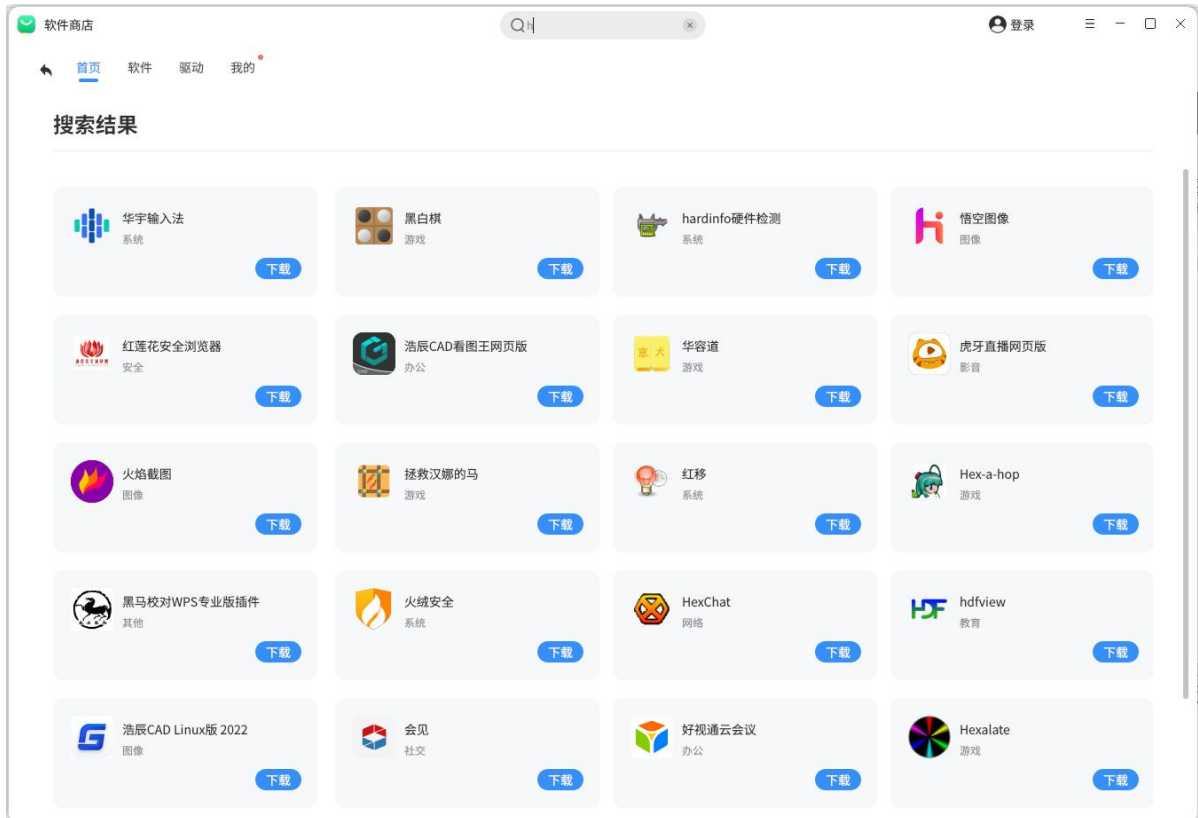 软件商店
h
登录
首页 软件 驱动 我的
搜索结果
华宇输入法
系统
下载
黑白棋
游戏
下载
hardinfo硬件检测
系统
下载
悟空图像
图像
下载
红莲花安全浏览器
安全
下载
浩辰CAD看图王网页版
办公
下载
华容道
游戏
下载
虎牙直播网页版
影音
下载
火焰截图
图像
下载
拯救汉娜的马
游戏
下载
红移
系统
下载
Hex-a-hop
游戏
下载
黑马校对WPS专业版插件
其他
下载
火绒安全
系统
下载
HexChat
网络
下载
HDF
hdfview
教育
下载
浩辰CAD Linux版 2022
图像
下载
会见
社交
下载
好视通云会议
办公
下载
Hexalate
游戏
下载